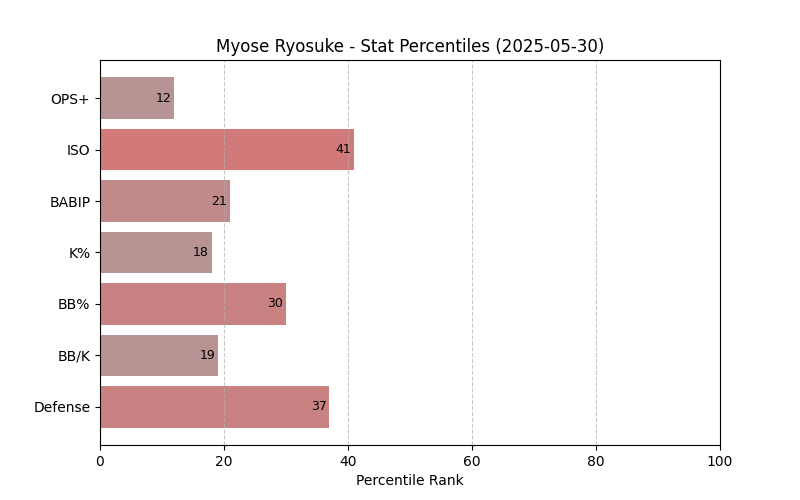 Myose Ryosuke - Stat Percentiles (2025-05-30)
OPS+ 12
ISO 41
BABIP 21
K% 18
BB% 30
BB/K 19
Defense 37
0 20 40 60 80 100
Percentile Rank